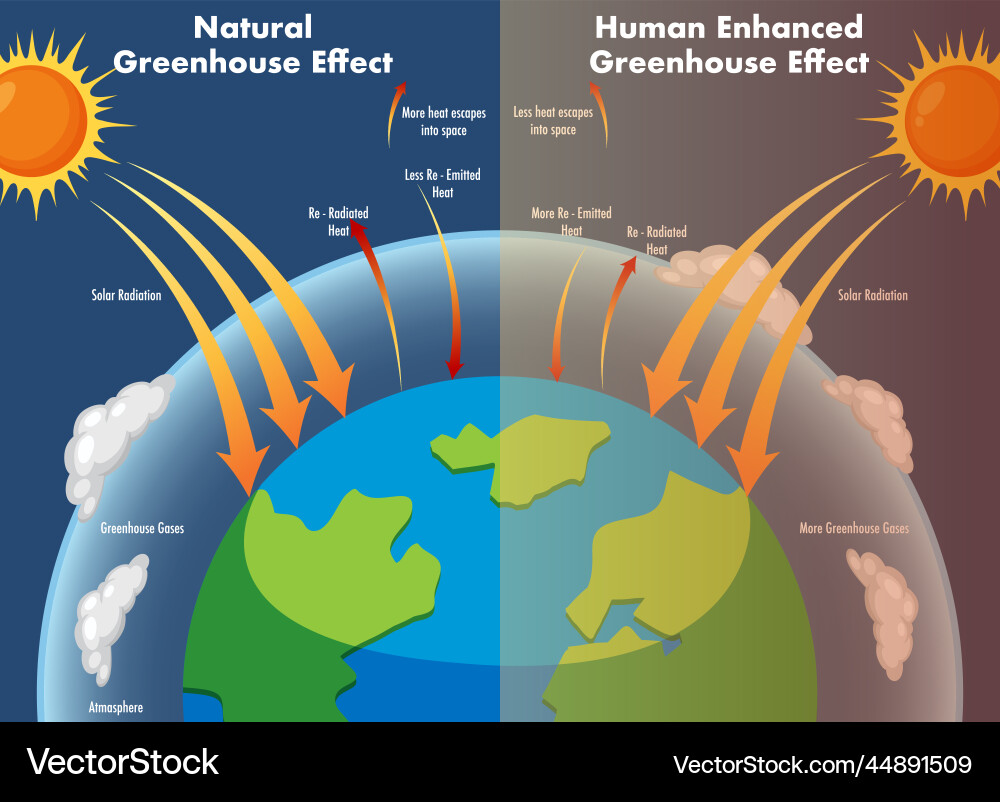 Natural
Greenhouse Effect
More heat escapes
into space
Less Re - Emitted
Heat
Re - Radiated
Heat
Solar Radiation
Greenhouse Gases
Atmasphere
Human Enhanced
Greenhouse Effect
Less heat escapes
into space
More Re - Emitted
Heat
Re - Radiated
Heat
Solar Radiation
More Greenhouse Gases
VectorStock
VectorStock.com/44891509